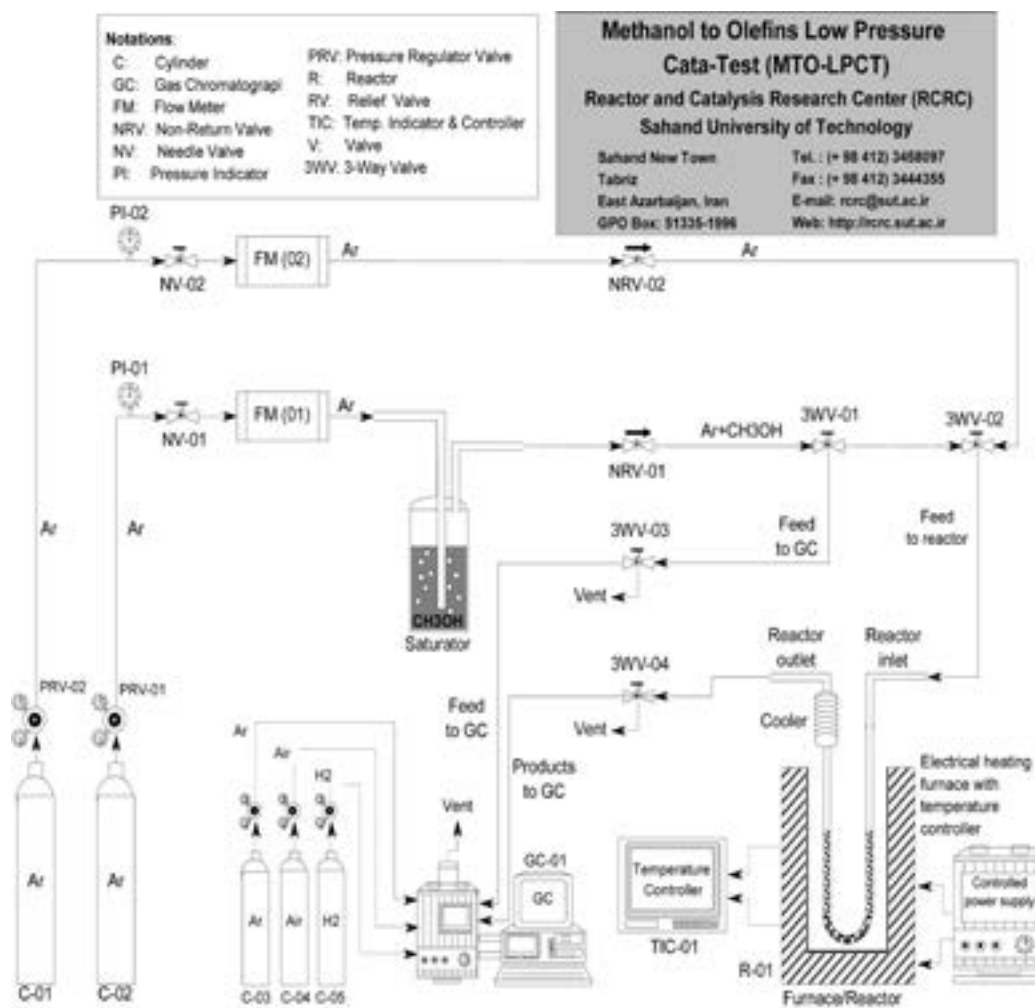 Notations:
C: Cylinder
GC: Gas Chromatograpl
FM: Flow Meter
NRV: Non-Return Valve
NV: Needle Valve
PI: Pressure Indicator
PRV: Pressure Regulator Valve
R: Reactor
RV: Relief Valve
TIC: Temp. Indicator & Controller
V: Valve
3WV: 3-Way Valve
Methanol to Olefins Low Pressure
Cata-Test (MTO-LPCT)
Reactor and Catalysis Research Center (RCRC)
Sahand University of Technology
Sahand New Town
Tabriz
East Azarbaijan, Iran
GPO Box: 51335-1996
Tel. : (+ 98 412) 3458097
Fax : (+ 98 412) 3444355
E-mail: rcrc@sut.ac.ir
Web: http://rcrc.sut.ac.ir
PI-02
NV-02
FM (02)
Ar
NRV-02
Ar
PI-01
NV-01
FM (01)
Ar
NRV-01
Ar+CH3OH
3WV-01
3WV-02
Ar
Ar
CH3OH
Saturator
3WV-03
Vent
Feed
to GC
Feed
to reactor
PRV-02
PRV-01
3WV-04
Vent
Reactor
outlet
Reactor
inlet
Cooler
Feed
to GC
Products
to GC
Ar
Air
H2
Vent
Electrical heating
furnace with
temperature
controller
Ar
Ar
Ar
Air
H2
GC-01
GC
Temperature
Controller
TIC-01
Controlled
power supply
R-01
Furnace/Reactor
C-01
C-02
C-03
C-04
C-05